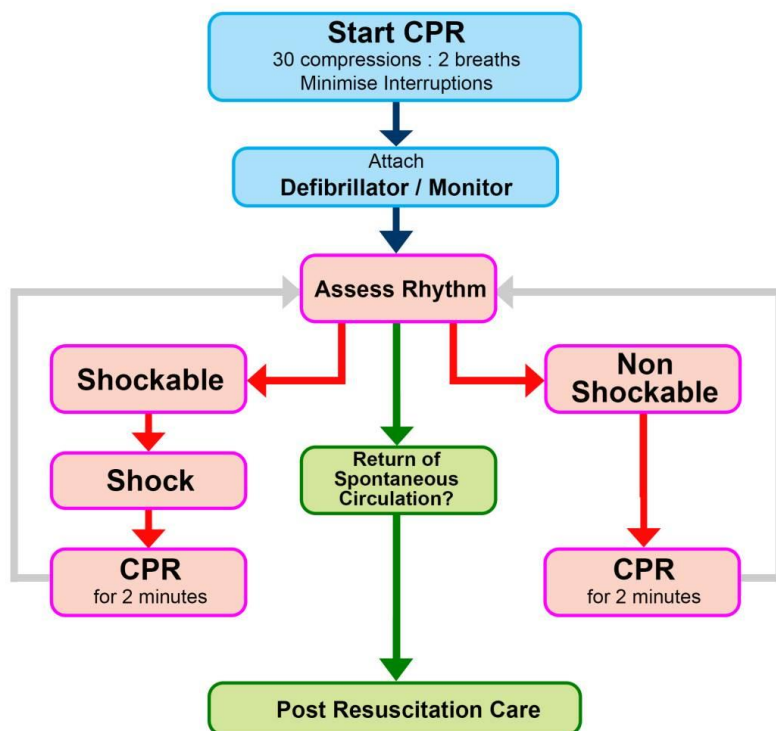 Start CPR
30 compressions : 2 breaths
Minimise Interruptions
Attach
Defibrillator / Monitor
Assess Rhythm
Shockable
Non
Shockable
Shock
Return of
Spontaneous
Circulation?
CPR
for 2 minutes
CPR
for 2 minutes
Post Resuscitation Care